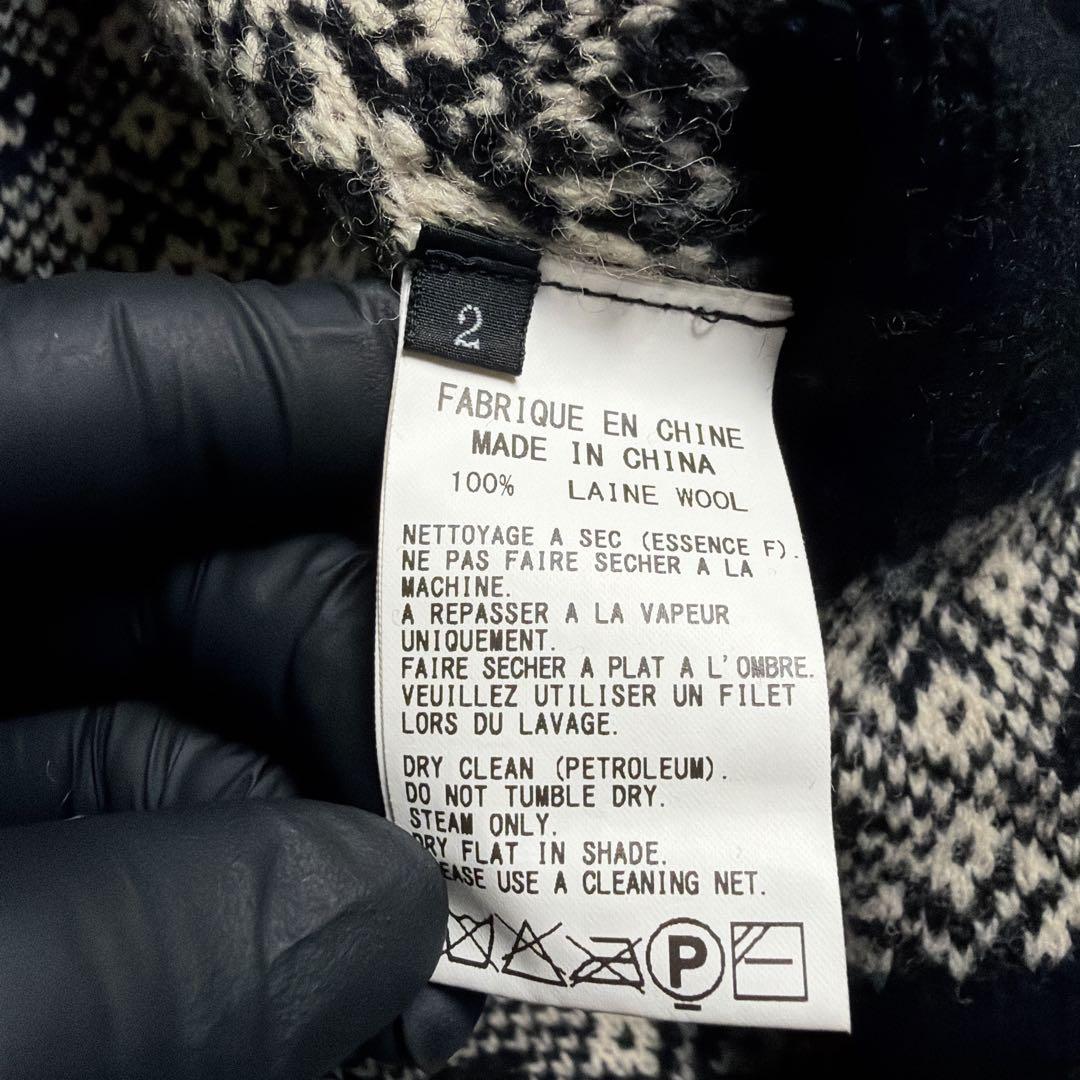 2
FABRIQUE EN CHINE
MADE IN CHINA
100% LAINE WOOL
NETTOYAGE A SEC (ESSENCE F).
NE PAS FAIRE SECHER A LA
MACHINE.
A REPASSER A LA VAPEUR
UNIQUEMENT.
FAIRE SECHER A PLAT A L'OMBRE.
VEUILLEZ UTILISER UN FILET
LORS DU LAVAGE.
DRY CLEAN (PETROLEUM).
DO NOT TUMBLE DRY.
STEAM ONLY.
DRY FLAT IN SHADE.
USE A CLEANING NET.
P